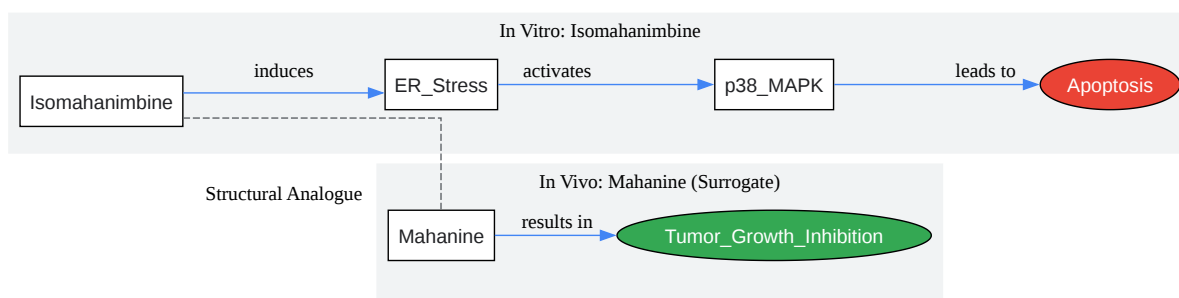 In Vitro: Isomahanimbine
Isomahanimbine
induces
ER_Stress
activates
p38_MAPK
leads to
Apoptosis
Structural Analogue
In Vivo: Mahanine (Surrogate)
Mahanine
results in
Tumor_Growth_Inhibition